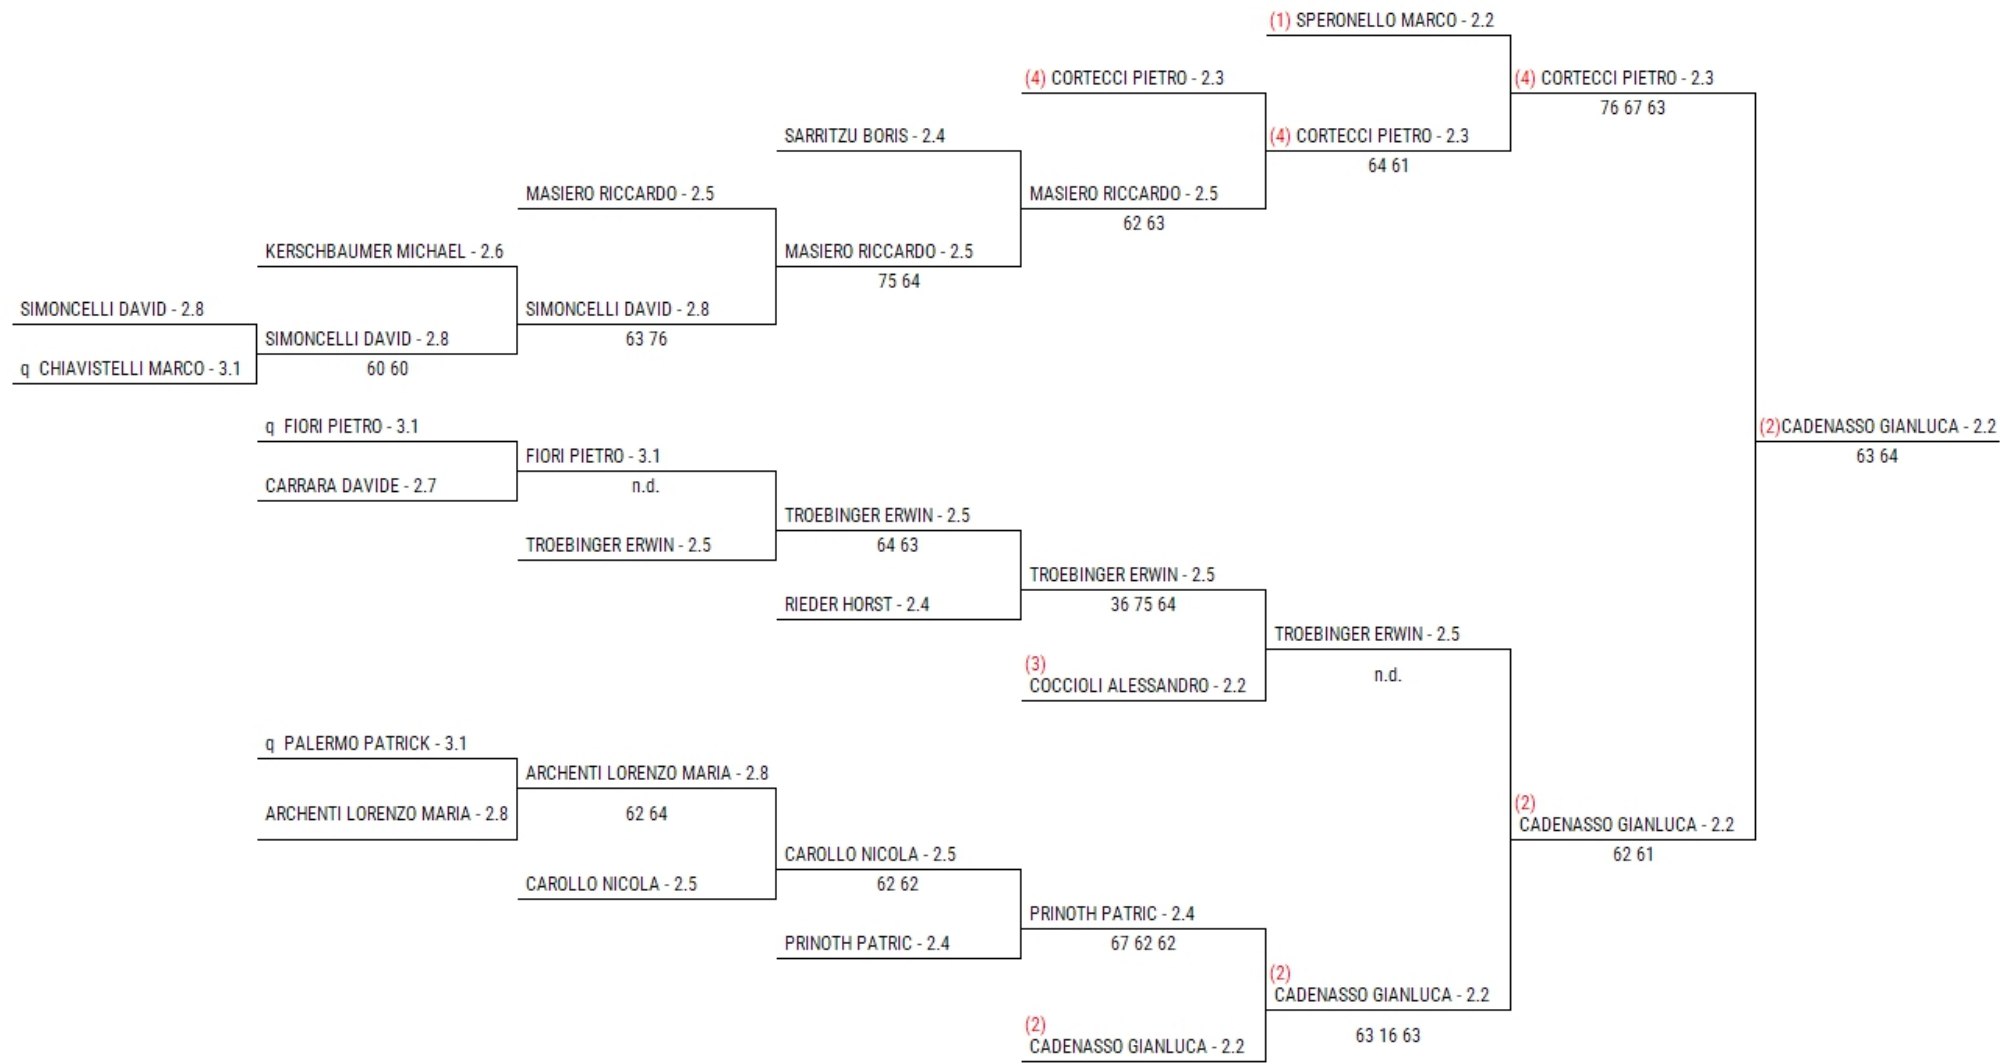 (1) SPERONELLO MARCO - 2.2
(4) CORTECCI PIETRO - 2.3
(4) CORTECCI PIETRO - 2.3
76 67 63
SARRITZU BORIS - 2.4
(4) CORTECCI PIETRO - 2.3
64 61
MASIERO RICCARDO - 2.5
MASIERO RICCARDO - 2.5
62 63
KERSCHBAUMER MICHAEL - 2.6
MASIERO RICCARDO - 2.5
75 64
SIMONCELLI DAVID - 2.8
SIMONCELLI DAVID - 2.8
63 76
SIMONCELLI DAVID - 2.8
60 60
q CHIAVISTELLI MARCO - 3.1
q FIORI PIETRO - 3.1
(2)CADENASSO GIANLUCA - 2.2
63 64
FIORI PIETRO - 3.1
n.d.
CARRARA DAVIDE - 2.7
TROEBINGER ERWIN - 2.5
64 63
TROEBINGER ERWIN - 2.5
TROEBINGER ERWIN - 2.5
36 75 64
RIEDER HORST - 2.4
TROEBINGER ERWIN - 2.5
n.d.
(3)
COCCIOLI ALESSANDRO - 2.2
q PALERMO PATRICK - 3.1
ARCHENTI LORENZO MARIA - 2.8
62 64
ARCHENTI LORENZO MARIA - 2.8
(2)
CADENASSO GIANLUCA - 2.2
62 61
CAROLLO NICOLA - 2.5
62 62
CAROLLO NICOLA - 2.5
PRINOTH PATRIC - 2.4
67 62 62
PRINOTH PATRIC - 2.4
(2)
CADENASSO GIANLUCA - 2.2
63 16 63
(2)
CADENASSO GIANLUCA - 2.2